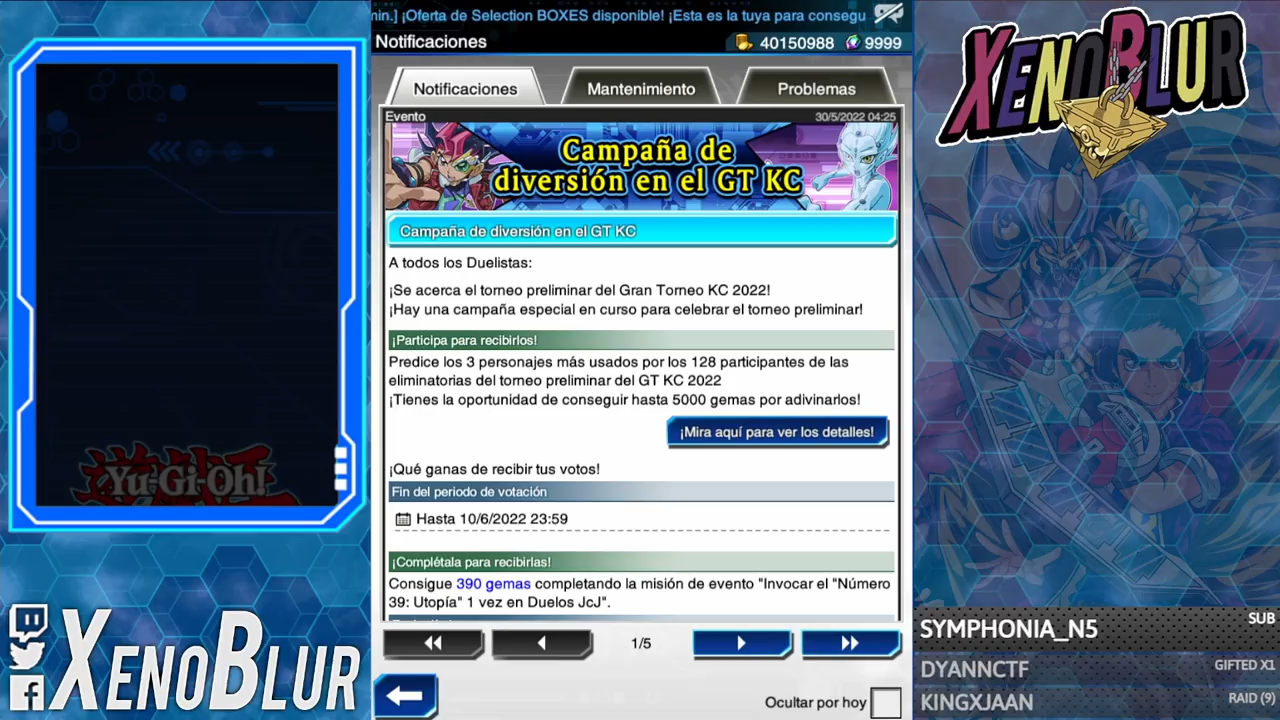 min.] ¡Oferta de Selection BOXES disponible! ¡Esta es la tuya para consegu
Notificaciones
40150988
9999
Notificaciones
Mantenimiento
Problemas
Evento
30/5/2022 04:25
Campaña de
diversión en el GT KC
Campaña de diversión en el GT KC
A todos los Duelistas:
¡Se acerca el torneo preliminar del Gran Torneo KC 2022!
¡Hay una campaña especial en curso para celebrar el torneo preliminar!
¡Participa para recibirlos!
Predice los 3 personajes más usados por los 128 participantes de las
eliminatorias del torneo preliminar del GT KC 2022
¡Tienes la oportunidad de conseguir hasta 5000 gemas por adivinarlos!
¡Mira aquí para ver los detalles!
¡Qué ganas de recibir tus votos!
Fin del periodo de votación
Hasta 10/6/2022 23:59
¡Complétala para recibirlas!
Consigue 390 gemas completando la misión de evento "Invocar el "Número
39: Utopía" 1 vez en Duelos JcJ".
1/5
Ocultar por hoy
XENOBLUR
Yu-Gi-Oh!
XENOBLUR
SYMPHONIA_N5
SUB
DYANNCTF
GIFTED X1
KINGXJAAN
RAID (9)